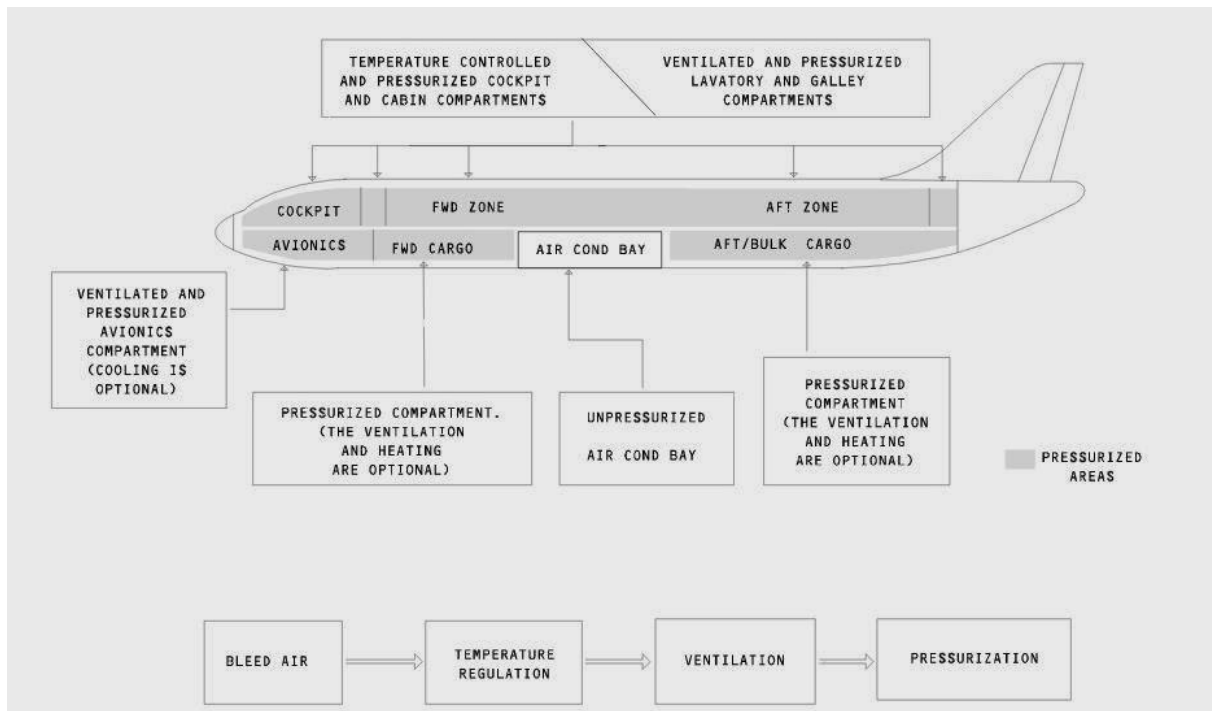 TEMPERATURE CONTROLLED
AND PRESSURIZED COCKPIT
AND CABIN COMPARTMENTS
VENTILATED AND PRESSURIZED
LAVATORY AND GALLEY
COMPARTMENTS
COCKPIT
FWD ZONE
AFT ZONE
AVIONICS
FWD CARGO
AIR COND BAY
AFT/BULK CARGO
VENTILATED AND
PRESSURIZED
AVIONICS
COMPARTMENT
(COOLING IS
OPTIONAL)
PRESSURIZED COMPARTMENT.
(THE VENTILATION
AND HEATING
ARE OPTIONAL)
UNPRESSURIZED
AIR COND BAY
PRESSURIZED
COMPARTMENT
(THE VENTILATION
AND HEATING
ARE OPTIONAL)
PRESSURIZED
AREAS
BLEED AIR
TEMPERATURE
REGULATION
VENTILATION
PRESSURIZATION